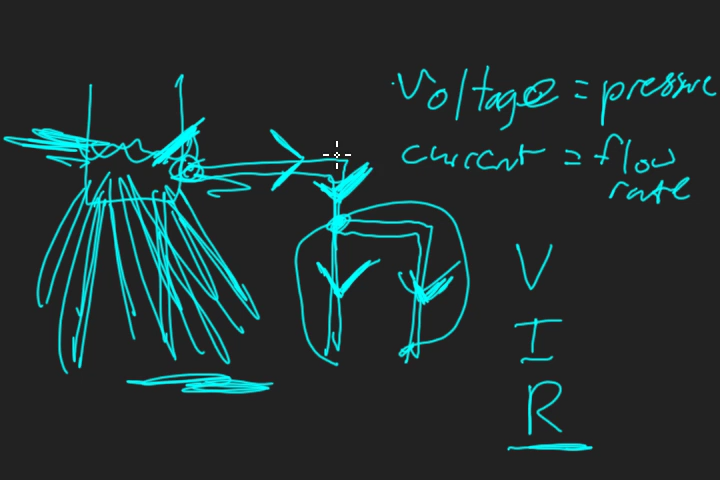 Voltage = pressure
current = flow
rate
V
I
R